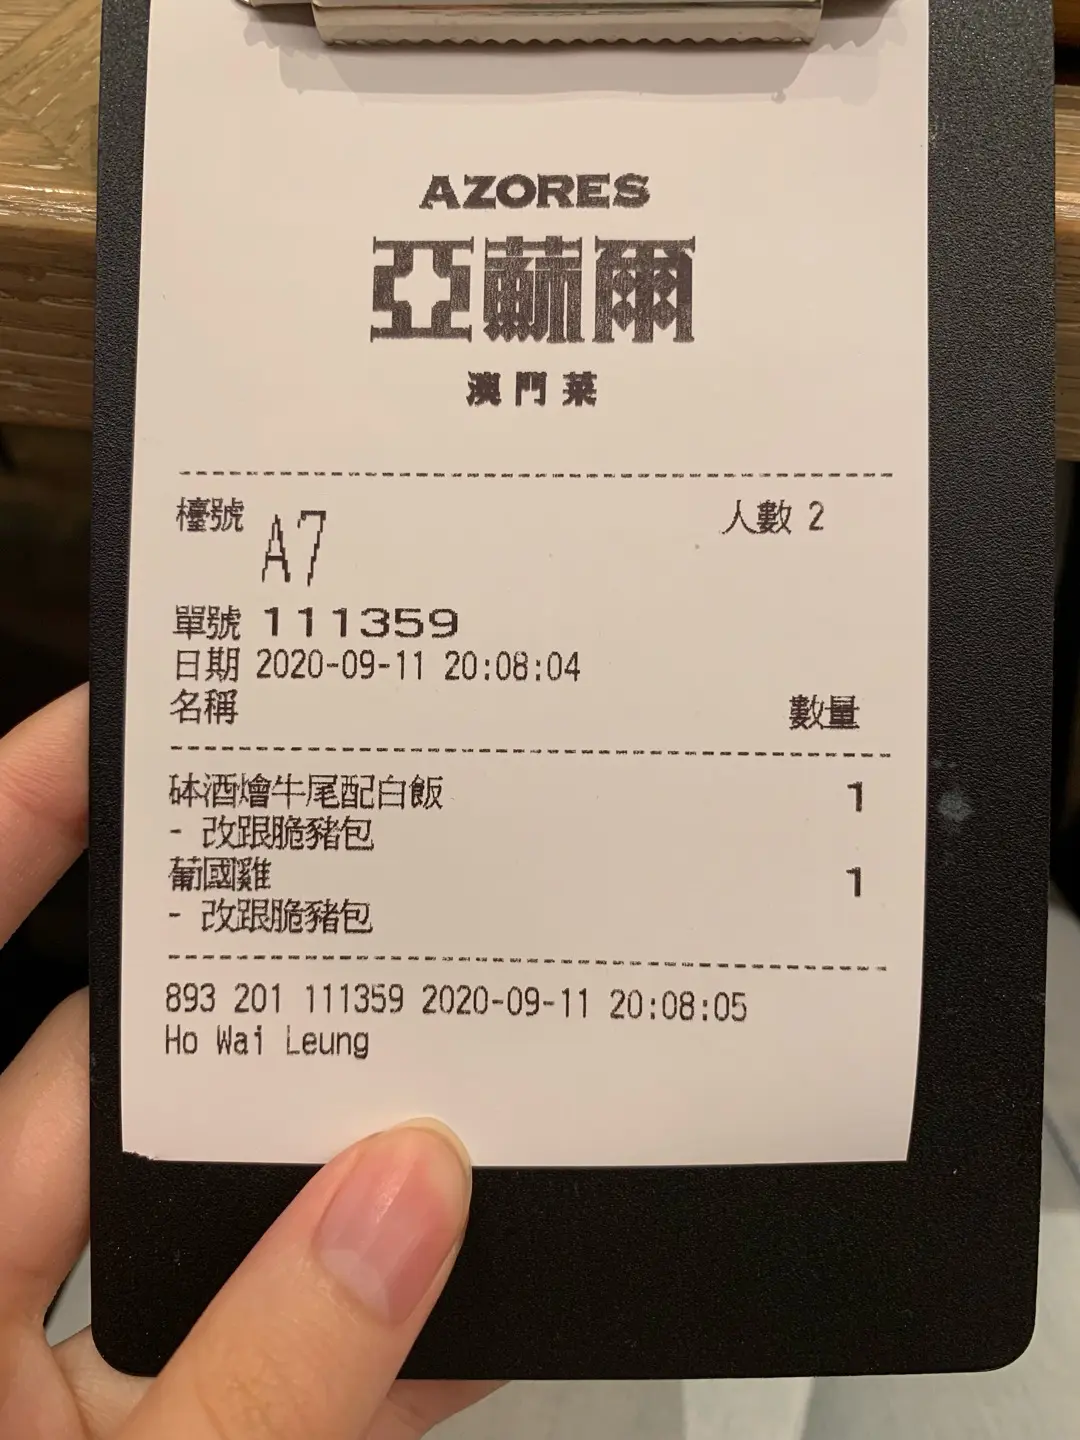 AZORES
亞蘇爾
澳門菜
檯號 A7 人數 2
單號 111359
日期 2020-09-11 20:08:04
名稱 數量
砵酒燴牛尾配白飯 1
- 改跟脆豬包
葡國雞 1
- 改跟脆豬包
893 201 111359 2020-09-11 20:08:05
Ho Wai Leung